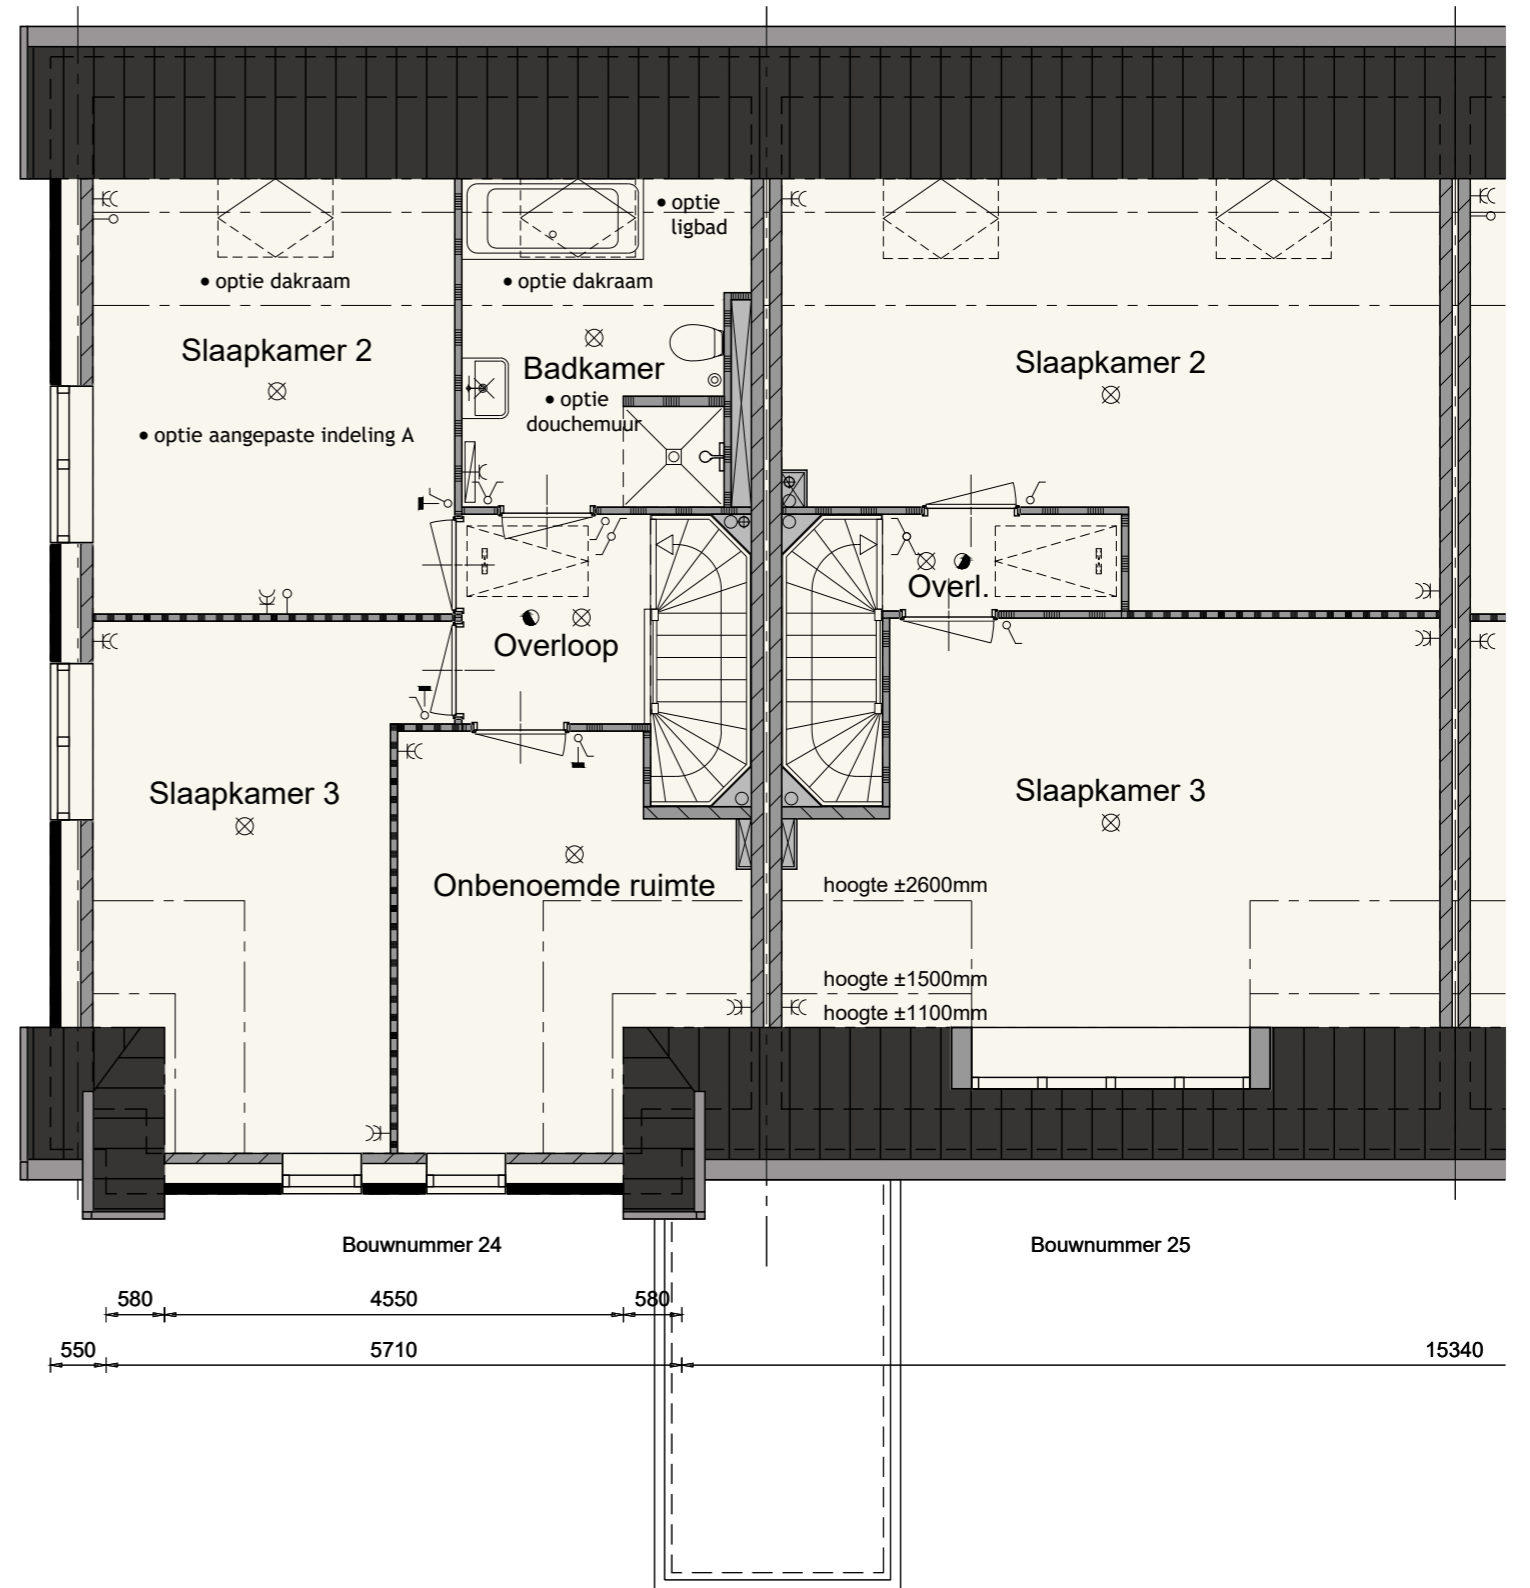 • optie
ligbad
• optie dakraam
• optie dakraam
Slaapkamer 2
Badkamer
Slaapkamer 2
• optie
douchemuur
• optie aangepaste indeling A
Overl.
Overloop
Slaapkamer 3
Slaapkamer 3
Onbenoemde ruimte
hoogte ±2600mm
hoogte ±1500mm
hoogte ±1100mm
Bouwnummer 24
Bouwnummer 25
580
4550
580
550
5710
15340